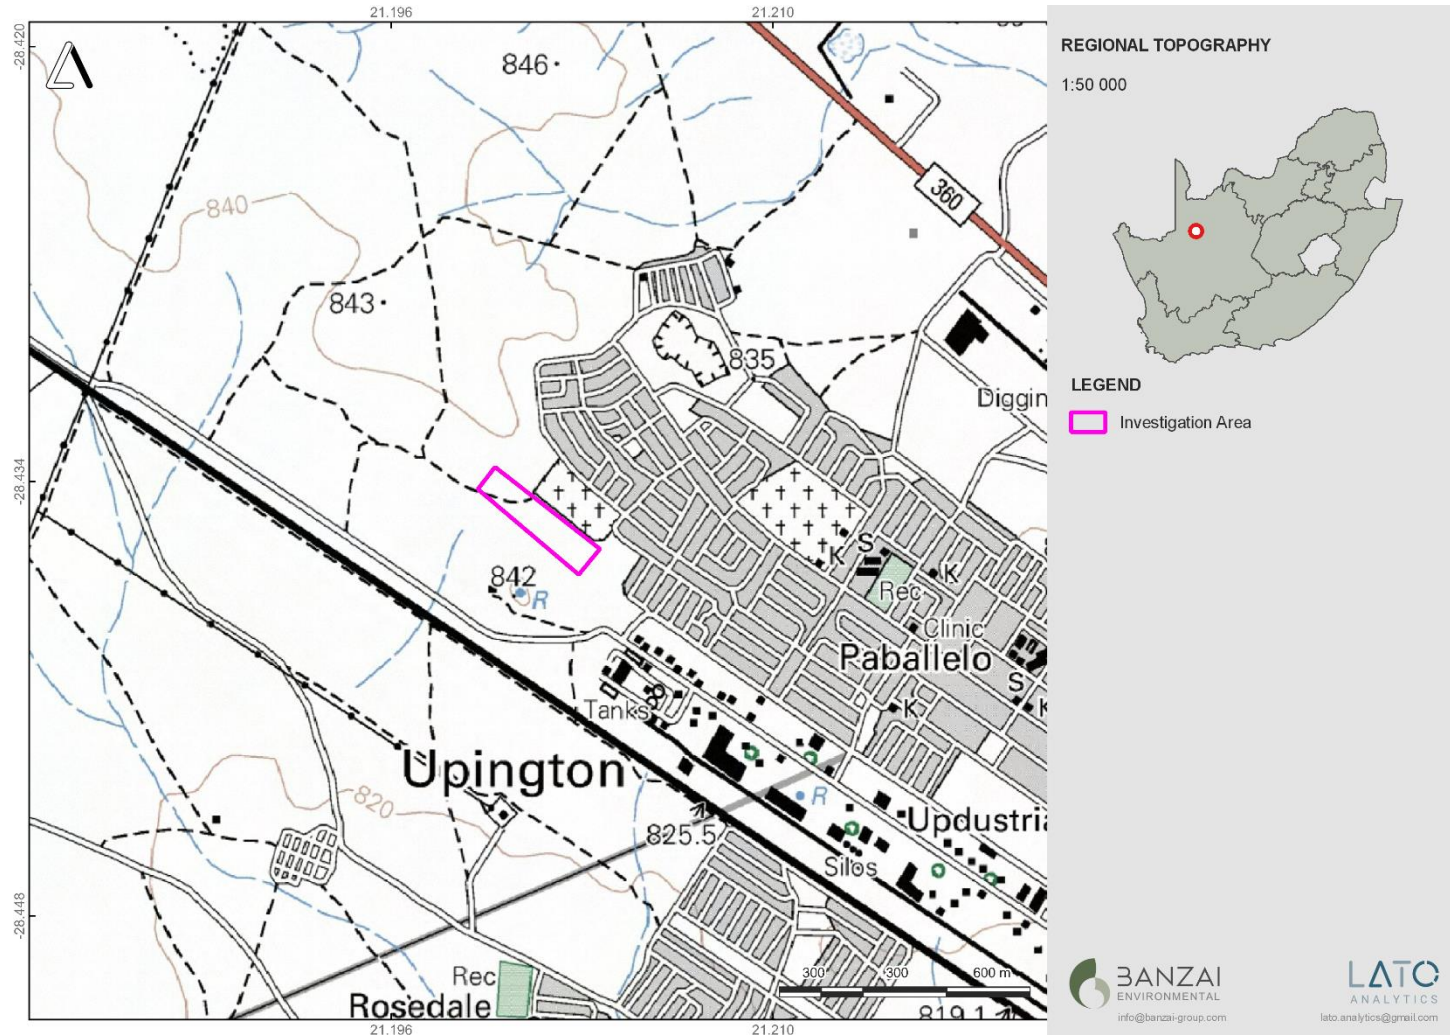 21.196
21.210
-28.420
846
840
360
843
835
Diggin
-28.434
K
S
K
842
R
Rec
Clinic
Paballelo
S
K
K
Tanks
Upington
R
820
Updustria
825.5
Silos
-28.448
Rec
Rosedale
300
300
600 m
819.1
21.196
21.210
REGIONAL TOPOGRAPHY
1:50 000
LEGEND
Investigation Area
BANZAI
ENVIRONMENTAL
info@banzai-group.com
LATO
ANALYTICS
lato.analytics@gmail.com